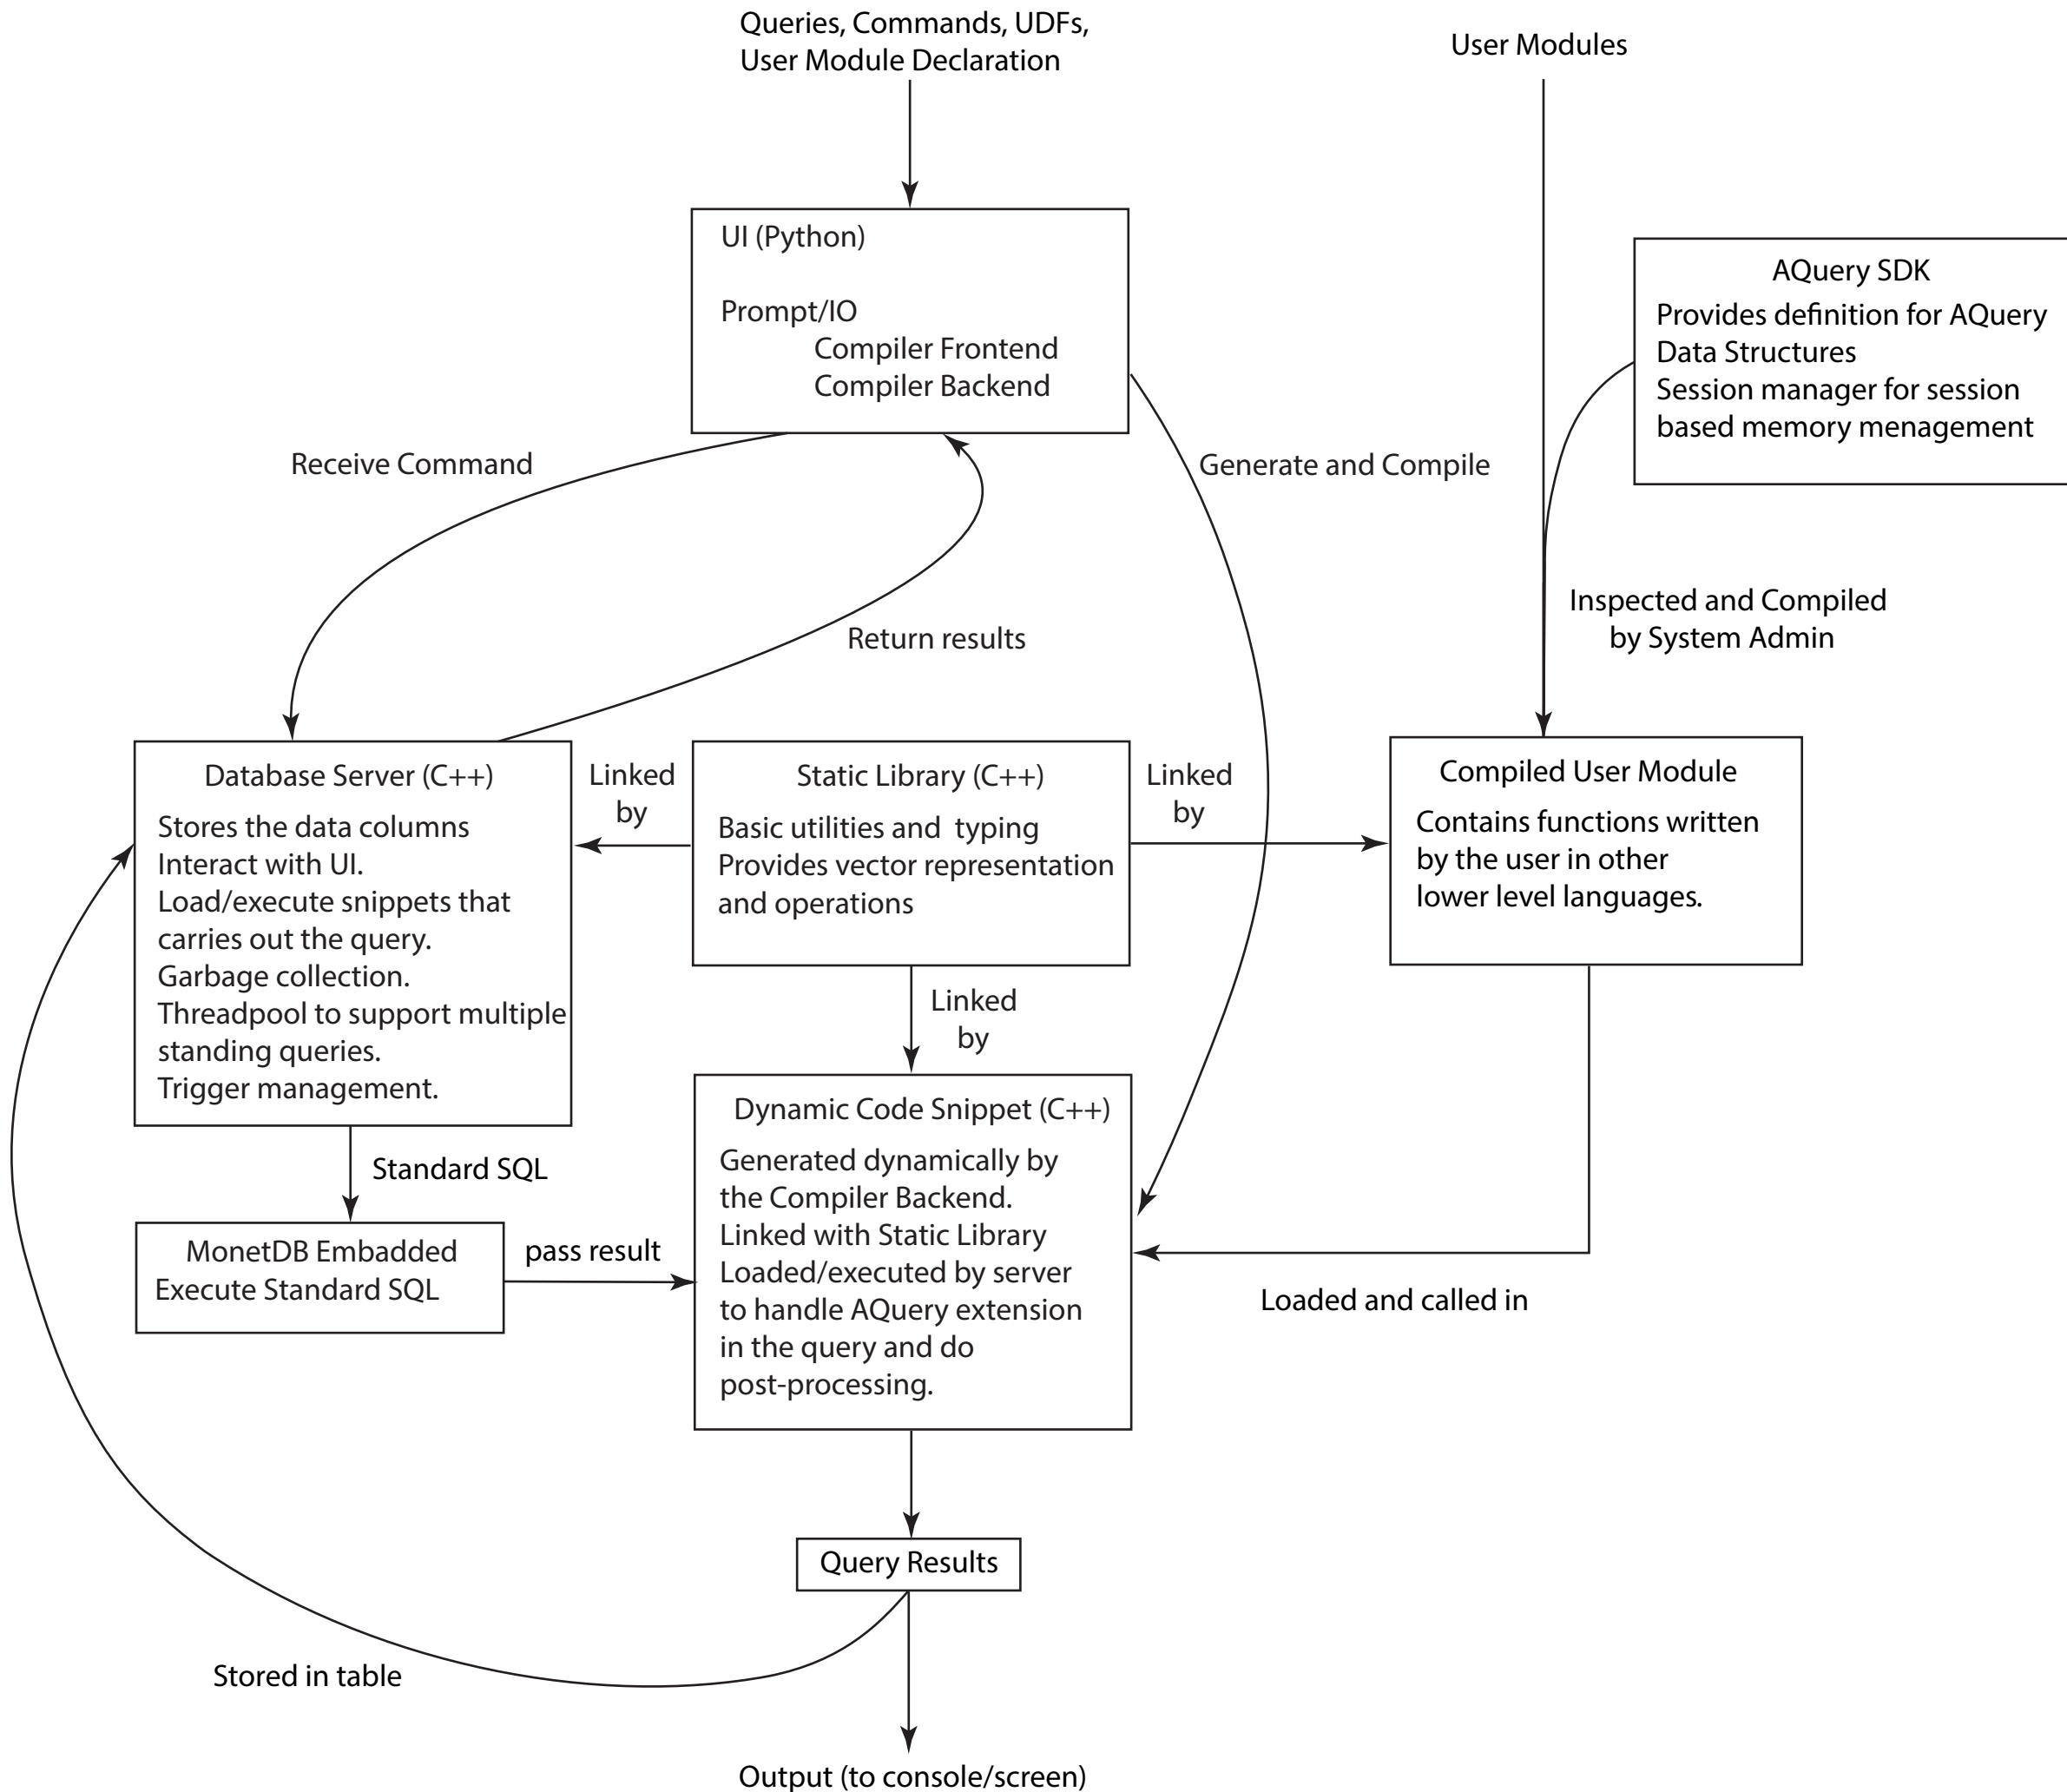 Queries, Commands, UDFs,
User Module Declaration
User Modules
UI (Python)
Prompt/IO
Compiler Frontend
Compiler Backend
AQuery SDK
Provides definition for AQuery
Data Structures
Session manager for session
based memory menagement
Receive Command
Generate and Compile
Return results
Inspected and Compiled
by System Admin
Database Server (C++)
Stores the data columns
Interact with UI.
Load/execute snippets that
carries out the query.
Garbage collection.
Threadpool to support multiple
standing queries.
Trigger management.
Linked
by
Static Library (C++)
Basic utilities and typing
Provides vector representation
and operations
Linked
by
Compiled User Module
Contains functions written
by the user in other
lower level languages.
Linked
by
Standard SQL
MonetDB Embadded
Execute Standard SQL
pass result
Dynamic Code Snippet (C++)
Generated dynamically by
the Compiler Backend.
Linked with Static Library
Loaded/executed by server
to handle AQuery extension
in the query and do
post-processing.
Loaded and called in
Query Results
Stored in table
Output (to console/screen)